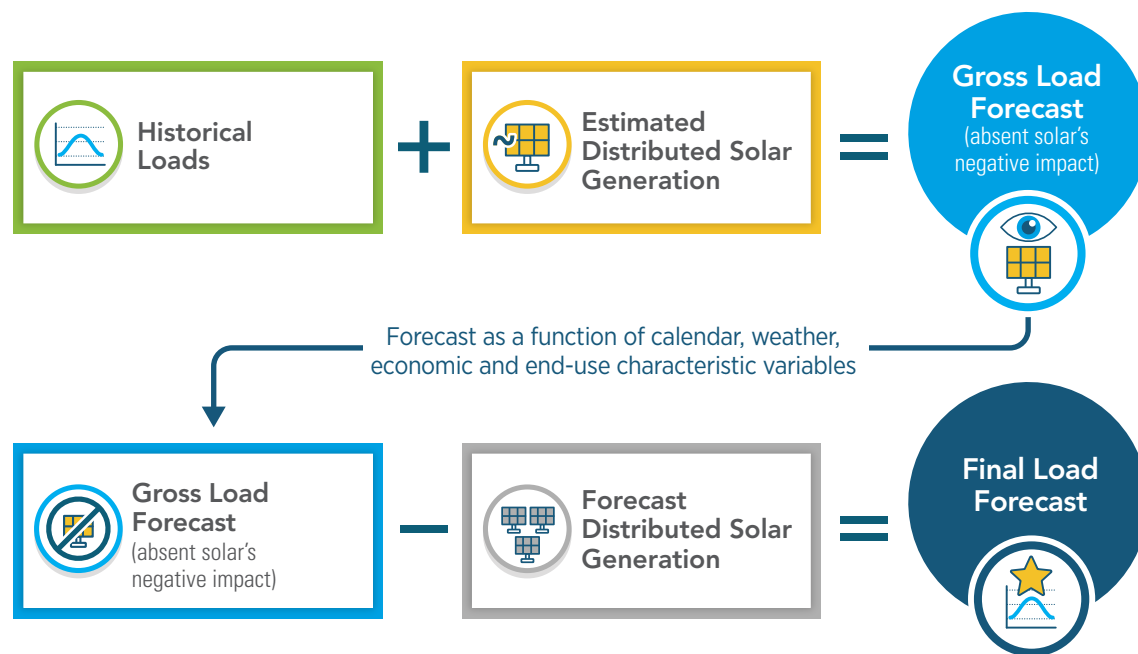 Historical
Loads
+
Estimated
Distributed Solar
Generation
=
Gross Load
Forecast
(absent solar's
negative impact)
Forecast as a function of calendar, weather,
economic and end-use characteristic variables
Gross Load
Forecast
(absent solar's
negative impact)
−
Forecast
Distributed Solar
Generation
=
Final Load
Forecast